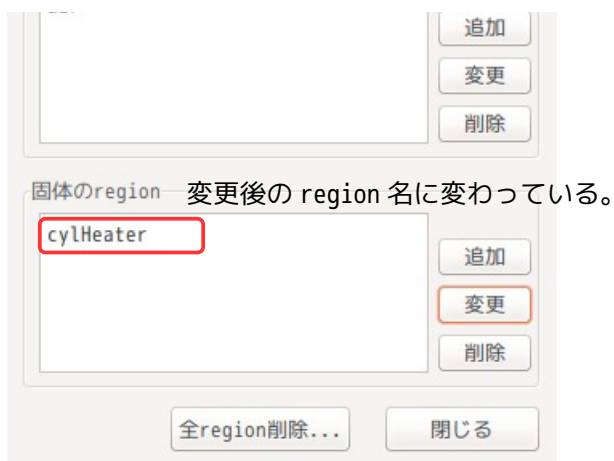 追加
変更
削除
固体のregion 変更後の region 名に変わっている。
cylHeater
追加
変更
削除
全region削除... 閉じる